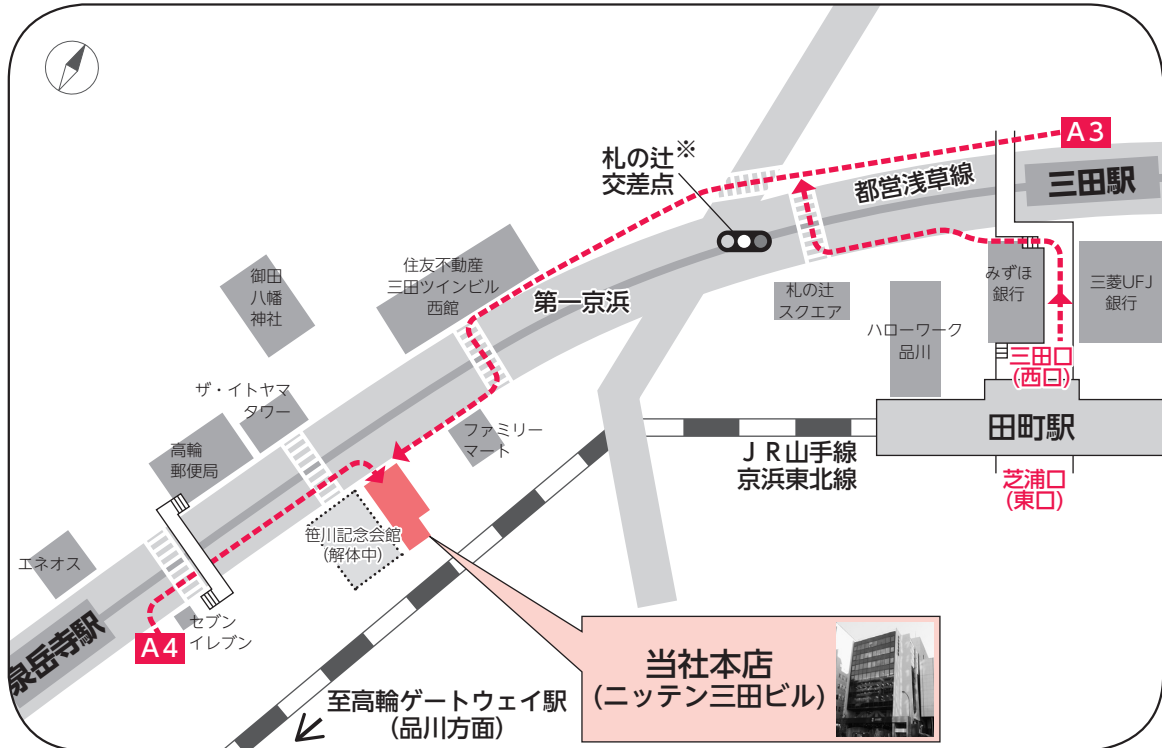 A3
札の辻※
交差点
都営浅草線
三田駅
住友不動産
三田ツインビル
西館
御田
八幡
神社
第一京浜
札の辻
スクエア
みずほ
銀行
三菱UFJ
銀行
ハローワーク
品川
三田口
(西口)
ザ・イトヤマ
タワー
高輪
郵便局
ファミリー
マート
田町駅
ＪＲ山手線
京浜東北線
芝浦口
(東口)
笹川記念会館
(解体中)
エネオス
セブン
イレブン
A4
泉岳寺駅
当社本店
(ニッテン三田ビル)
至高輪ゲートウェイ駅
(品川方面)